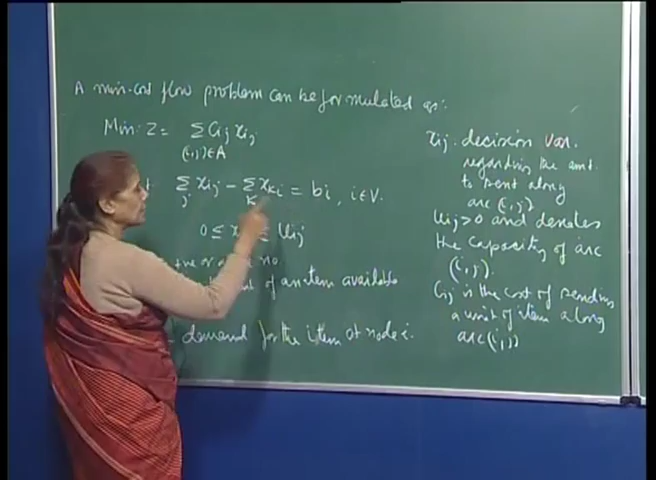 A min-cost flow problem can be formulated as:
Min Z = ∑ Cij xij
(i,j)∈A
∑ xij - ∑ xki = bi , i∈V.
j k
0 ≤ x ≤ uij
of an item available
demand for the item at node i.
xij. decision var.
regarding the amt.
to sent along
arc (i,j)
uij>0 and denotes
the capacity of arc
(i,j).
Cij is the cost of sending
a unit of item along
arc (i,j)